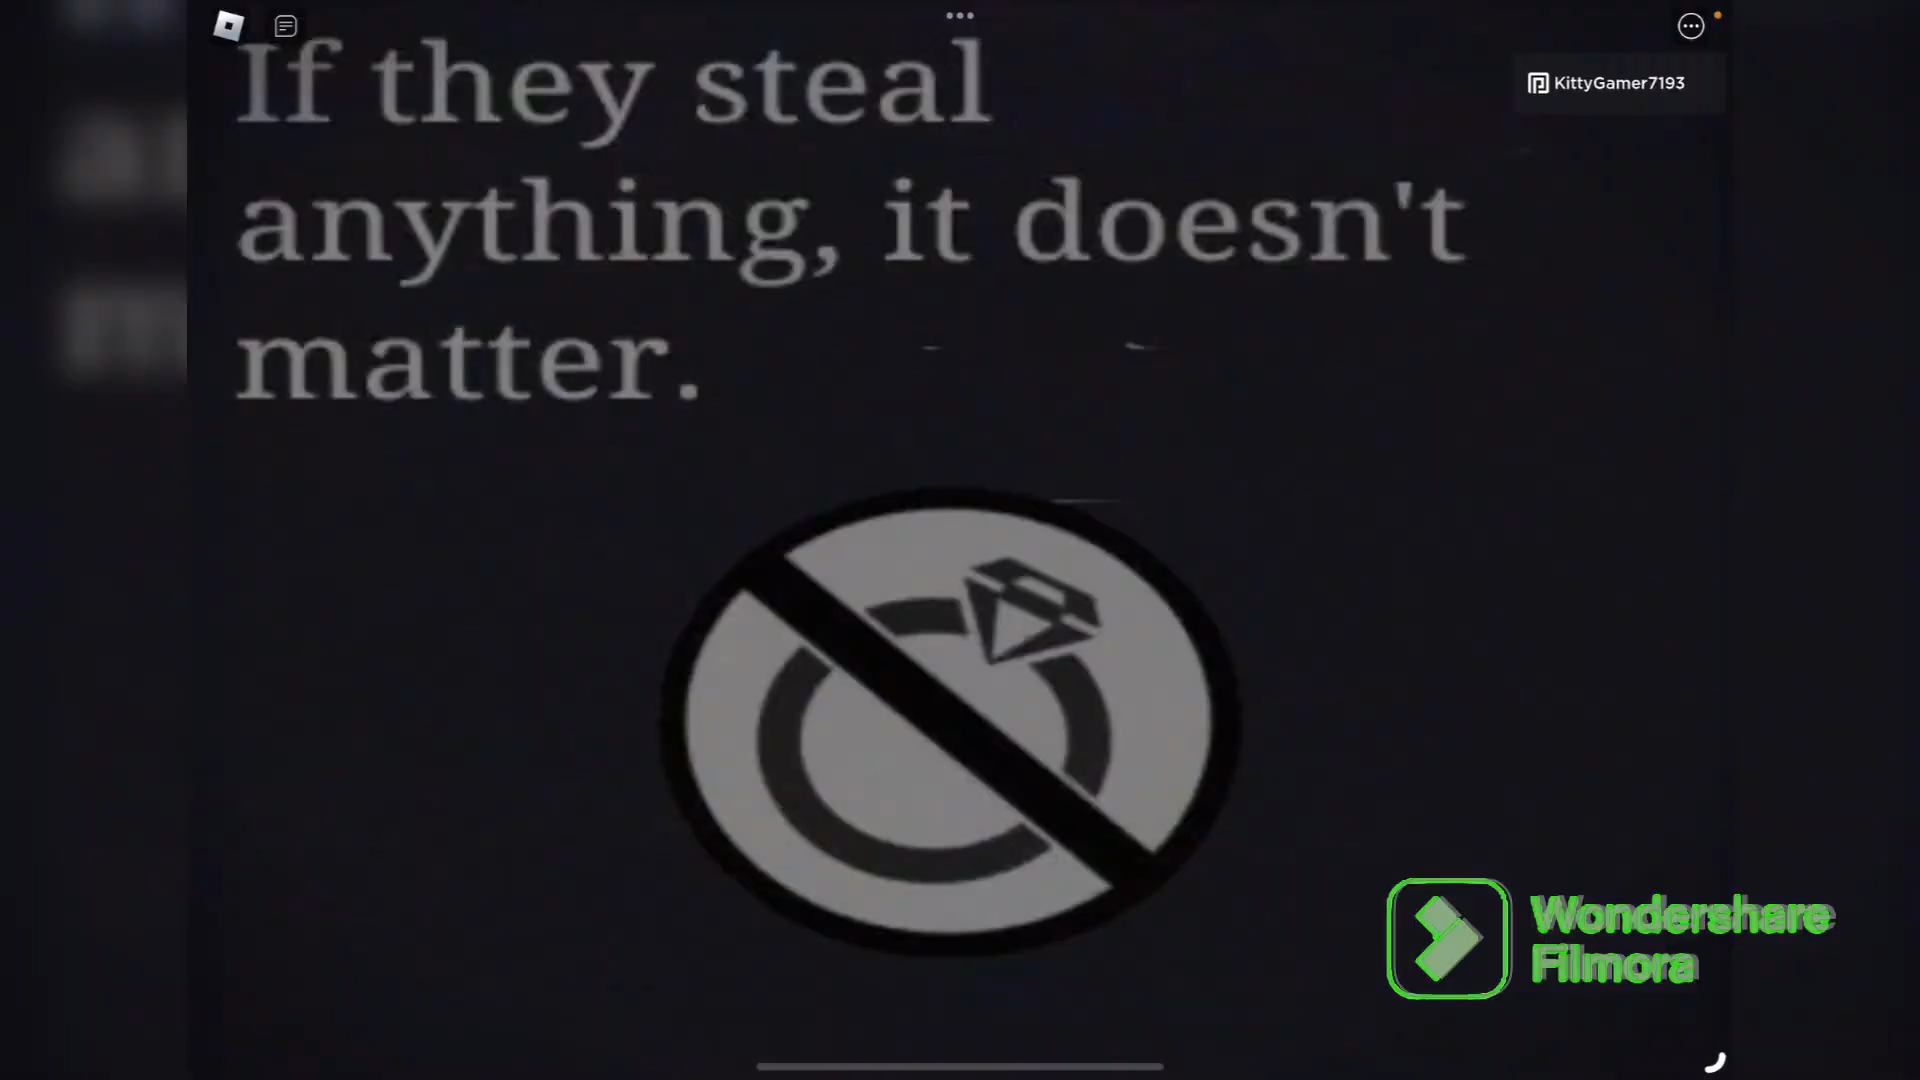 If they steal
KittyGamer7193
anything, it doesn't
matter.
Wondershare
Filmora